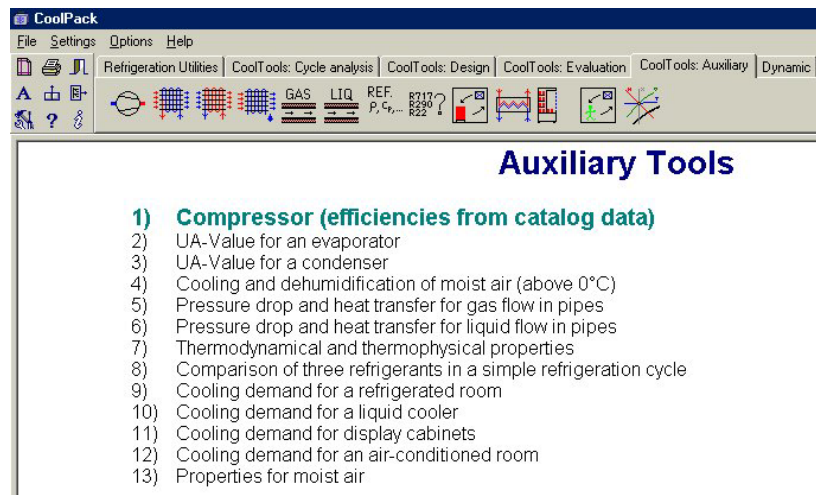 CoolPack
File Settings Options Help
Refrigeration Utilities CoolTools: Cycle analysis CoolTools: Design CoolTools: Evaluation CoolTools: Auxiliary Dynamic
GAS LIQ REF. ρ, Cp,... R717 R290 R22 ?
Auxiliary Tools
1) Compressor (efficiencies from catalog data)
2) UA-Value for an evaporator
3) UA-Value for a condenser
4) Cooling and dehumidification of moist air (above 0°C)
5) Pressure drop and heat transfer for gas flow in pipes
6) Pressure drop and heat transfer for liquid flow in pipes
7) Thermodynamical and thermophysical properties
8) Comparison of three refrigerants in a simple refrigeration cycle
9) Cooling demand for a refrigerated room
10) Cooling demand for a liquid cooler
11) Cooling demand for display cabinets
12) Cooling demand for an air-conditioned room
13) Properties for moist air